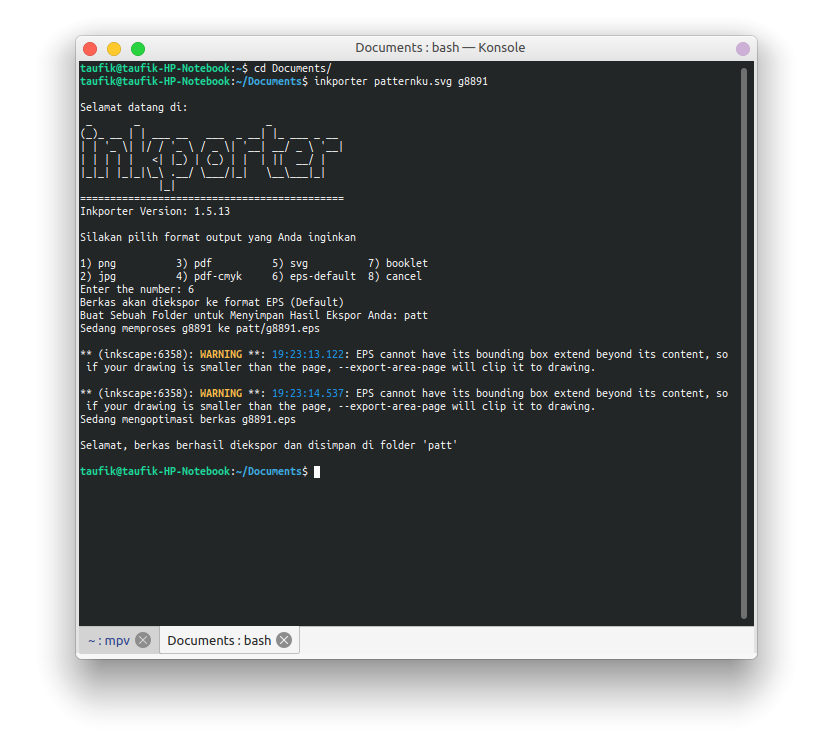 Documents : bash — Konsole
taufik@taufik-HP-Notebook:~$ cd Documents/
taufik@taufik-HP-Notebook:~/Documents$ inkporter patternku.svg g8891
Selamat datang di:
inkporter
============================================
Inkporter Version: 1.5.13
Silakan pilih format output yang Anda inginkan
1) png 3) pdf 5) svg 7) booklet
2) jpg 4) pdf-cmyk 6) eps-default 8) cancel
Enter the number: 6
Berkas akan diekspor ke format EPS (Default)
Buat Sebuah Folder untuk Menyimpan Hasil Ekspor Anda: patt
Sedang memproses g8891 ke patt/g8891.eps
** (inkscape:6358): WARNING **: 19:23:13.122: EPS cannot have its bounding box extend beyond its content, so
if your drawing is smaller than the page, --export-area-page will clip it to drawing.
** (inkscape:6358): WARNING **: 19:23:14.537: EPS cannot have its bounding box extend beyond its content, so
if your drawing is smaller than the page, --export-area-page will clip it to drawing.
Sedang mengoptimasi berkas g8891.eps
Selamat, berkas berhasil diekspor dan disimpan di folder 'patt'
taufik@taufik-HP-Notebook:~/Documents$
~ : mpv
Documents : bash